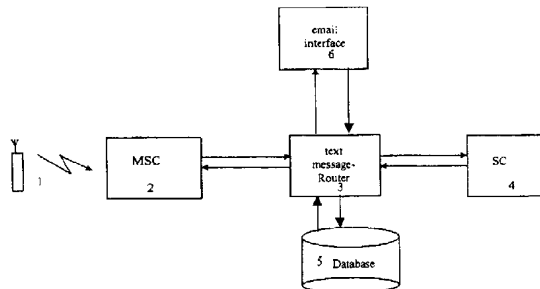 email
interface
6
1
MSC
2
text
message-
Router
3
SC
4
5 Database